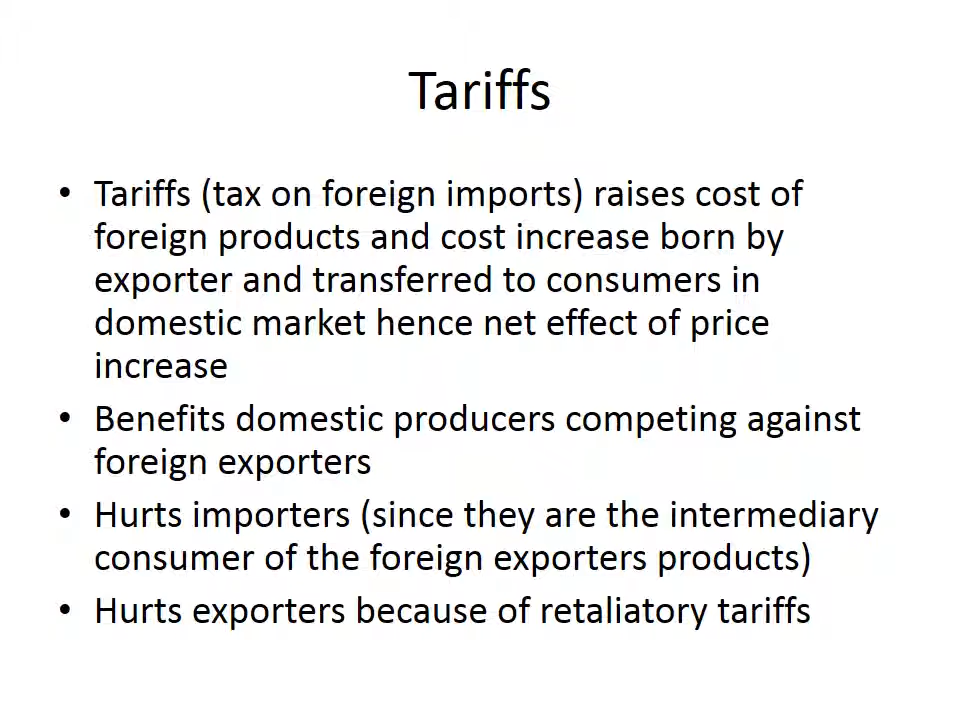 Tariffs
• Tariffs (tax on foreign imports) raises cost of
foreign products and cost increase born by
exporter and transferred to consumers in
domestic market hence net effect of price
increase
• Benefits domestic producers competing against
foreign exporters
• Hurts importers (since they are the intermediary
consumer of the foreign exporters products)
• Hurts exporters because of retaliatory tariffs